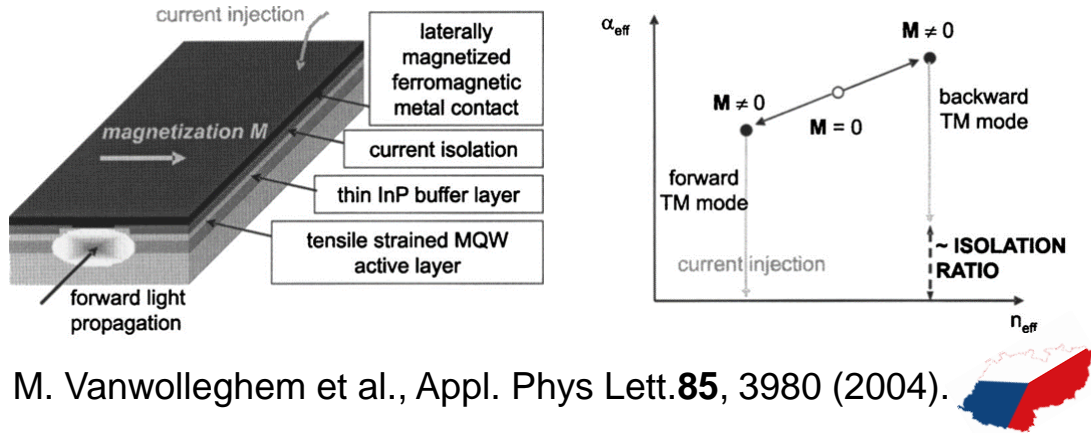 current injection
laterally
magnetized
ferromagnetic
metal contact
magnetization M
current isolation
thin InP buffer layer
tensile strained MQW
active layer
forward light
propagation
αeff
M ≠ 0
M ≠ 0
M = 0
backward
TM mode
forward
TM mode
current injection
~ ISOLATION
RATIO
neff
M. Vanwolleghem et al., Appl. Phys Lett.85, 3980 (2004).